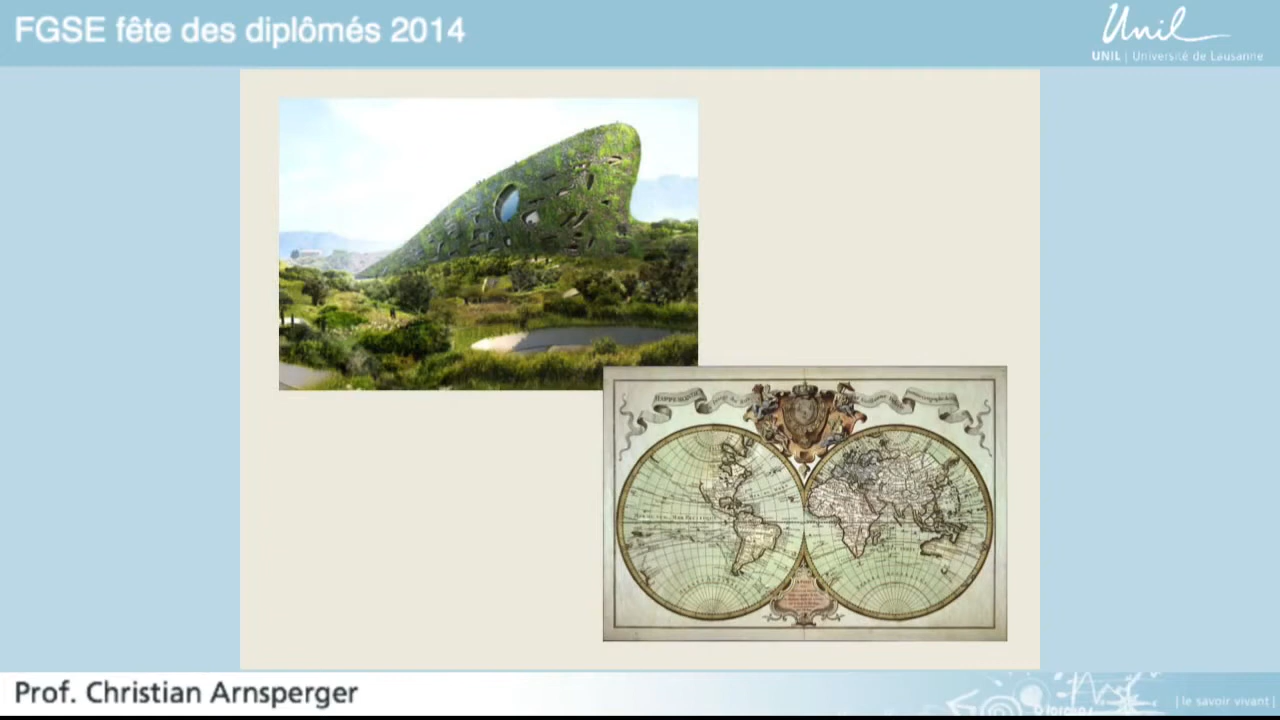 FGSE fête des diplômés 2014
Unil
UNIL | Université de Lausanne
Prof. Christian Arnsperger
| le savoir vivant |